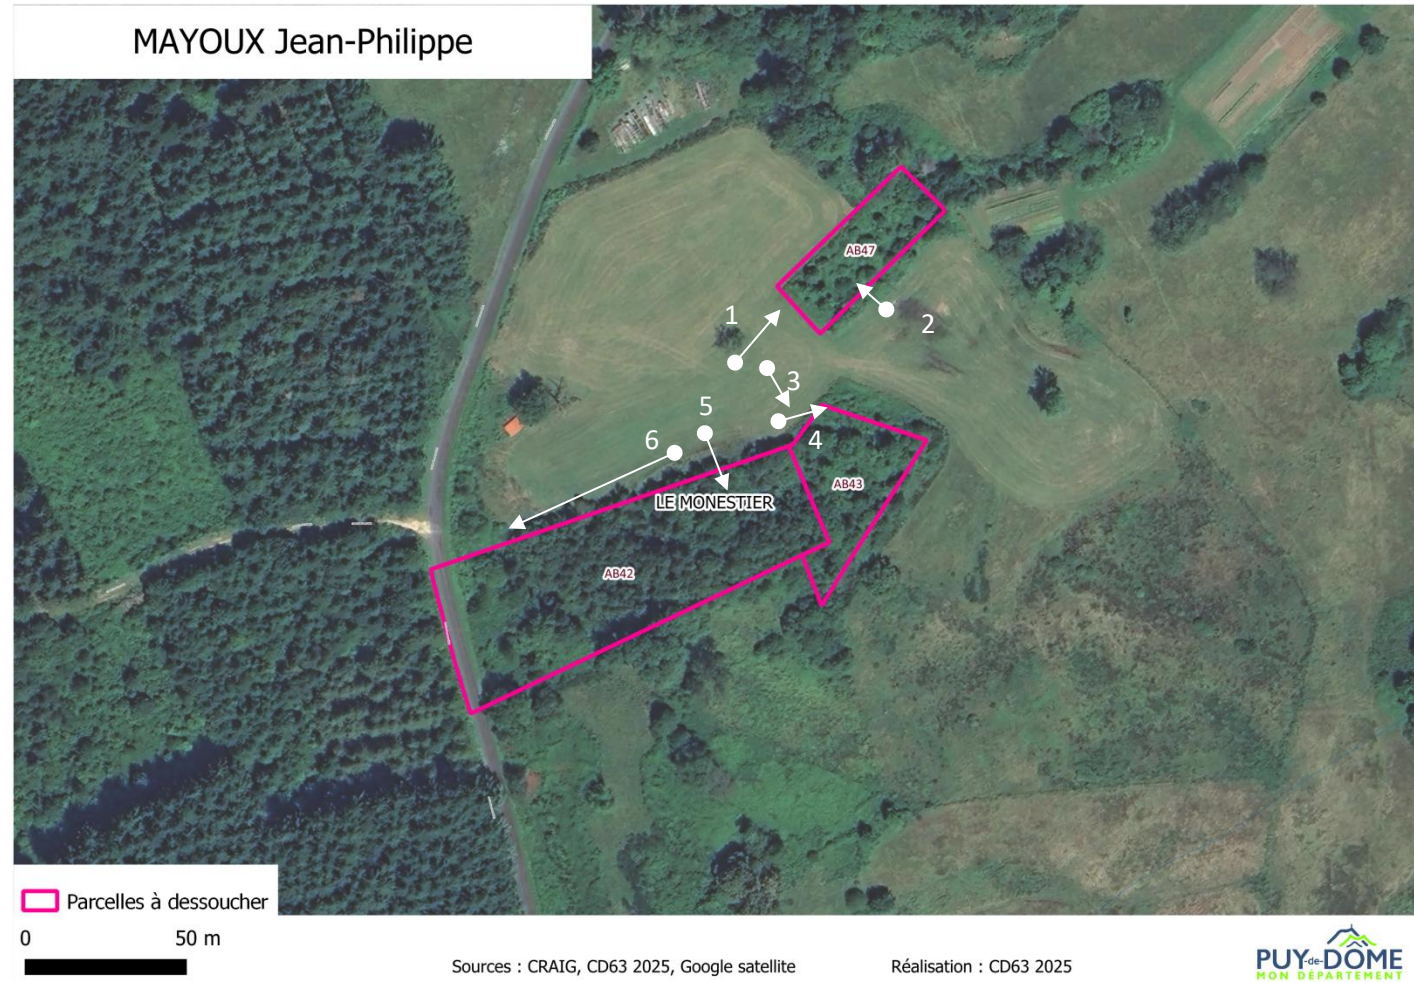 MAYOUX Jean-Philippe
AB47
1
2
3
5
4
6
LE MONESTIER
AB43
AB42
Parcelles à dessoucher
0 50 m
Sources : CRAIG, CD63 2025, Google satellite
Réalisation : CD63 2025
PUY-de-DÔME
MON DÉPARTEMENT